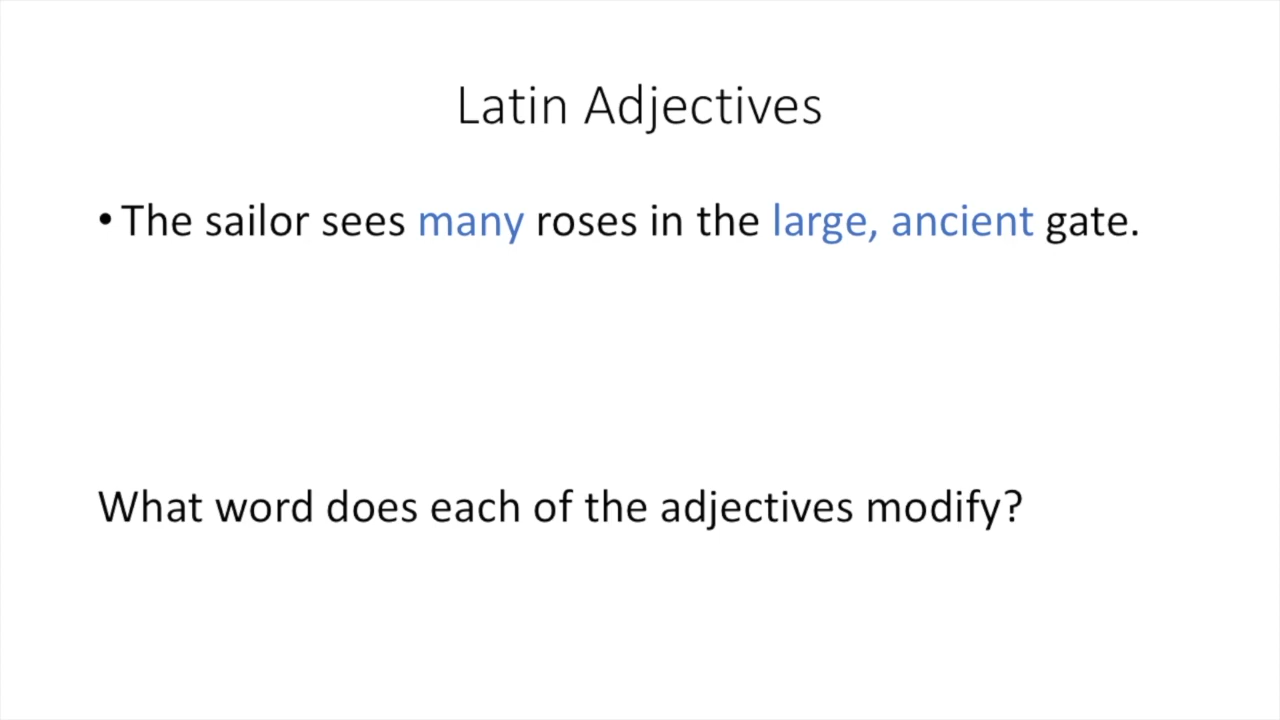 Latin Adjectives
• The sailor sees many roses in the large, ancient gate.
What word does each of the adjectives modify?